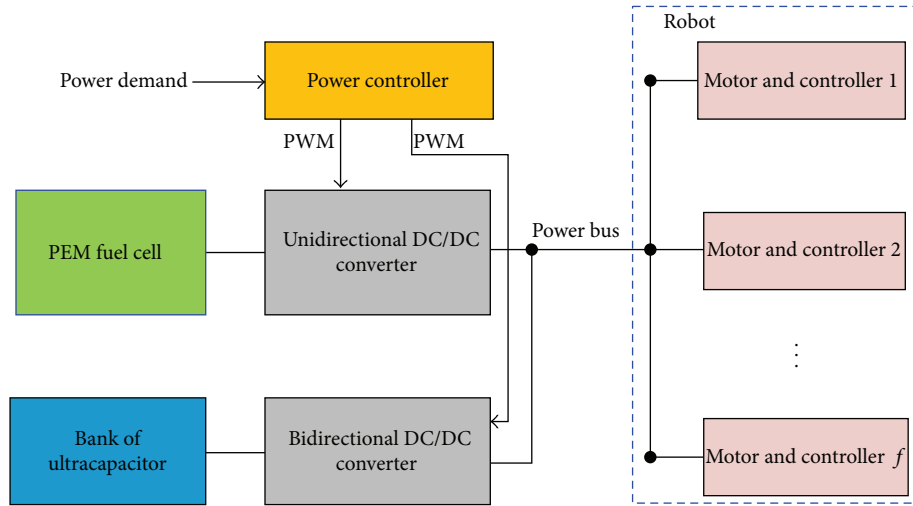 Robot
Power demand
Power controller
Motor and controller 1
PWM
PWM
PEM fuel cell
Unidirectional DC/DC
converter
Power bus
Motor and controller 2
⋮
Bank of
ultracapacitor
Bidirectional DC/DC
converter
Motor and controller f